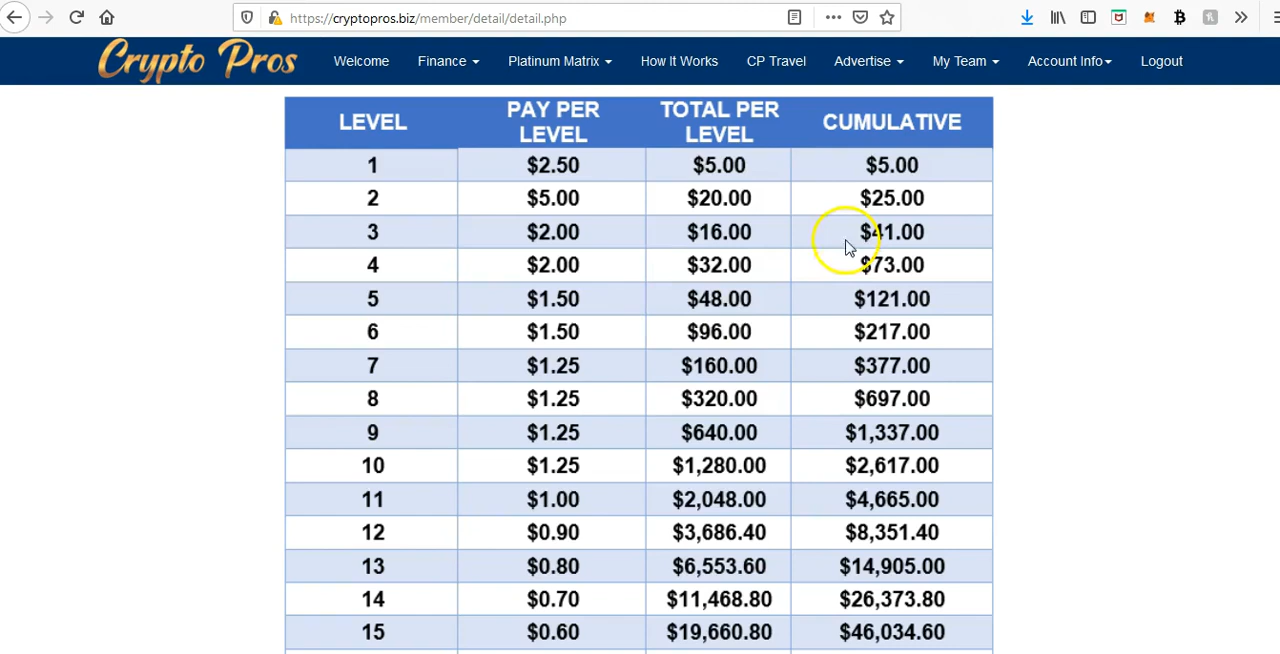 https://cryptopros.biz/member/detail/detail.php
Crypto Pros Welcome Finance Platinum Matrix How It Works CP Travel Advertise My Team Account Info Logout
LEVEL PAY PER LEVEL TOTAL PER LEVEL CUMULATIVE
1 $2.50 $5.00 $5.00
2 $5.00 $20.00 $25.00
3 $2.00 $16.00 $41.00
4 $2.00 $32.00 $73.00
5 $1.50 $48.00 $121.00
6 $1.50 $96.00 $217.00
7 $1.25 $160.00 $377.00
8 $1.25 $320.00 $697.00
9 $1.25 $640.00 $1,337.00
10 $1.25 $1,280.00 $2,617.00
11 $1.00 $2,048.00 $4,665.00
12 $0.90 $3,686.40 $8,351.40
13 $0.80 $6,553.60 $14,905.00
14 $0.70 $11,468.80 $26,373.80
15 $0.60 $19,660.80 $46,034.60